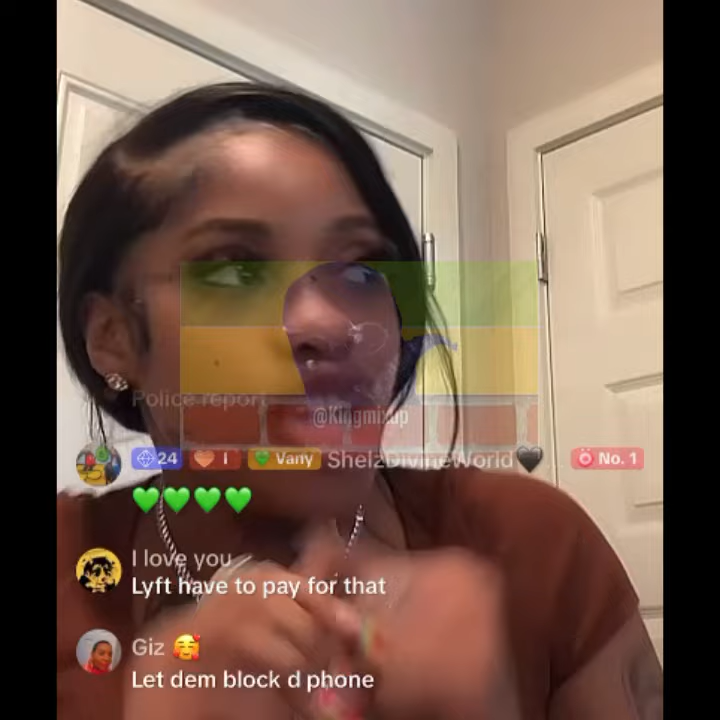 Police report
@Kingmixup
24 I Vany ShelzDivineWorld🖤 No. 1
💚💚💚💚
I love you
Lyft have to pay for that
Giz 🥰
Let dem block d phone